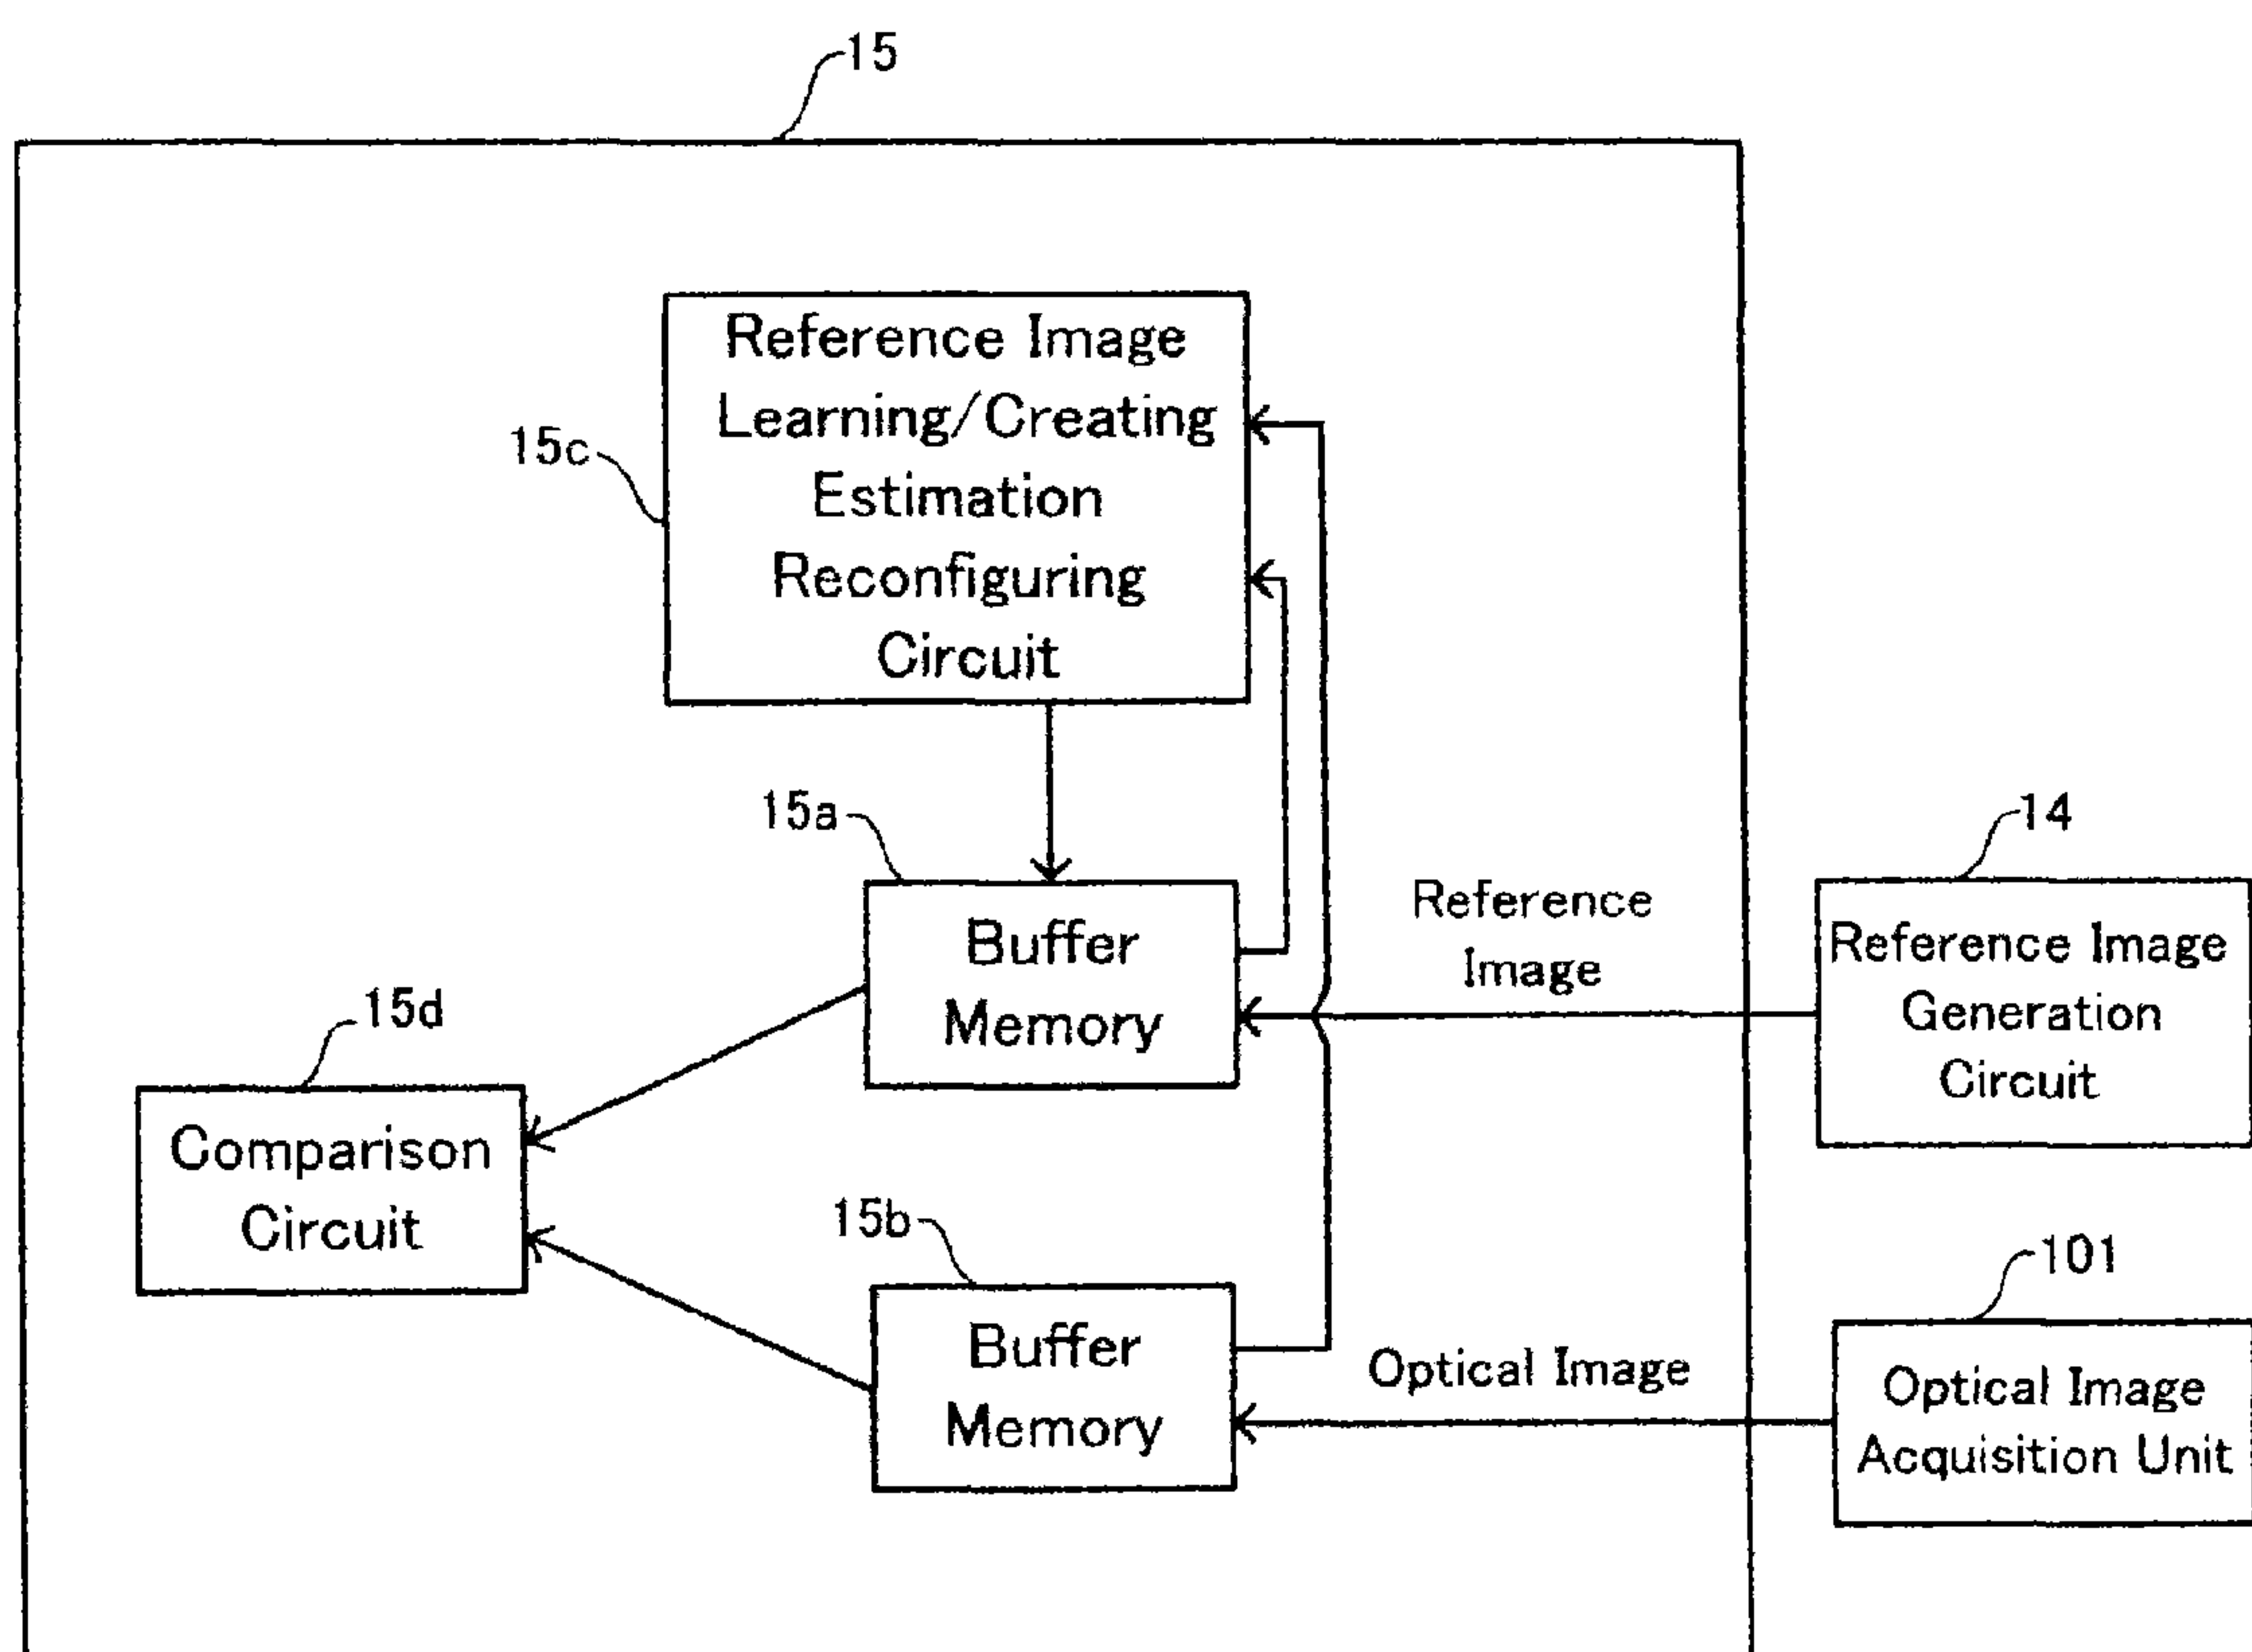 15
Reference Image
Learning/Creating
Estimation
Reconfiguring
Circuit
15c
15a
Buffer
Memory
Reference
Image
14
Reference Image
Generation
Circuit
15d
Comparison
Circuit
15b
Buffer
Memory
Optical Image
101
Optical Image
Acquisition Unit